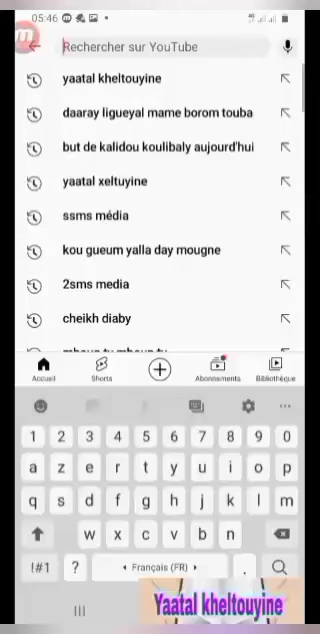 05:46
Rechercher sur YouTube
yaatal kheltouyine
daaray ligueyal mame borom touba
but de kalidou koulibaly aujourd'hui
yaatal xeltuyine
ssms média
kou gueum yalla day mougne
2sms media
cheikh diaby
Accueil Shorts Abonnements Bibliothèque
1 2 3 4 5 6 7 8 9 0
a z e r t y u i o p
q s d f g h j k l m
w x c v b n
!#1 ? Français (FR) .
Yaatal kheltouyine